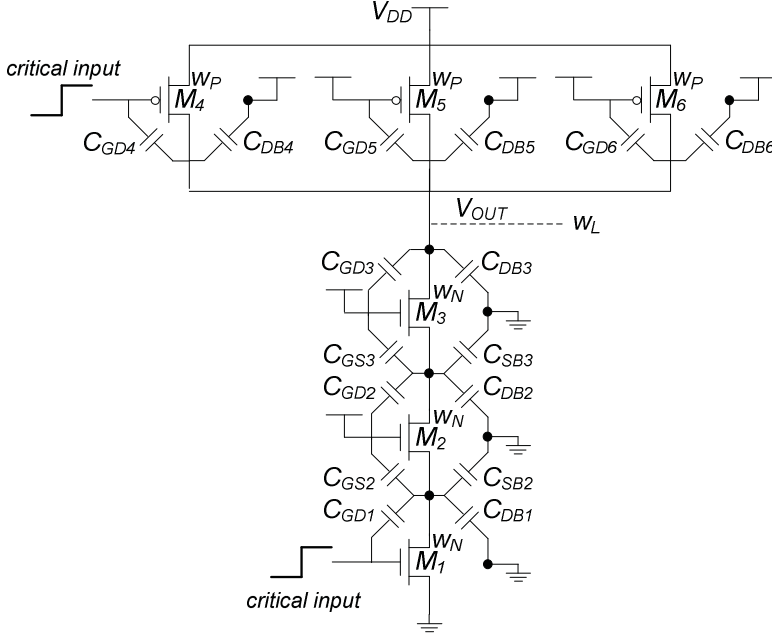 V_DD
critical input
w_P
w_P
w_P
M_4
M_5
M_6
C_GD4
C_DB4
C_GD5
C_DB5
C_GD6
C_DB6
V_OUT
w_L
C_GD3
C_DB3
w_N
M_3
C_GS3
C_SB3
C_GD2
C_DB2
w_N
M_2
C_GS2
C_SB2
C_GD1
C_DB1
w_N
M_1
critical input